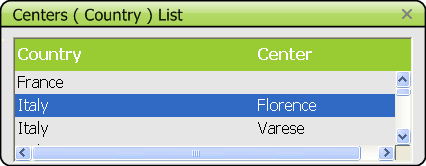 Centers ( Country ) List
Country Center
France
Italy Florence
Italy Varese